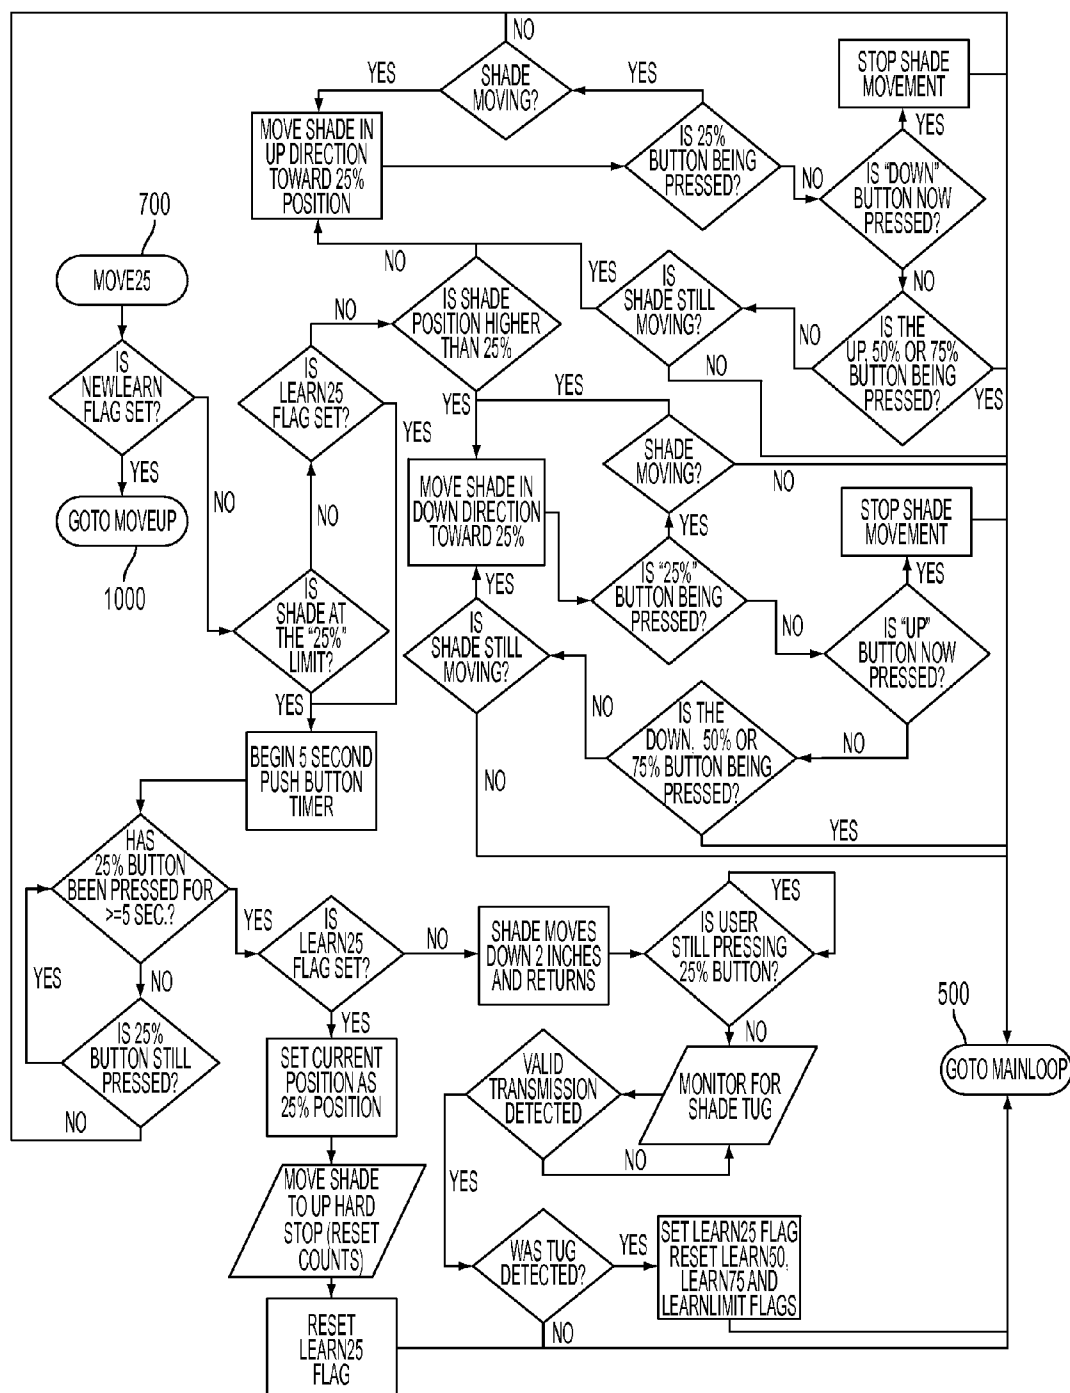 NO
YES
SHADE
MOVING?
YES
STOP SHADE
MOVEMENT
MOVE SHADE IN
UP DIRECTION
TOWARD 25%
POSITION
IS 25%
BUTTON BEING
PRESSED?
YES
NO
IS "DOWN"
BUTTON NOW
PRESSED?
700
MOVE25
NO
YES
IS
SHADE STILL
MOVING?
NO
NO
IS THE
UP, 50% OR 75%
BUTTON BEING
PRESSED?
YES
NO
NO
IS SHADE
POSITION HIGHER
THAN 25%
IS
NEWLEARN
FLAG SET?
IS
LEARN25
FLAG SET?
YES
YES
YES
YES
SHADE
MOVING?
NO
GOTO MOVEUP
1000
NO
NO
MOVE SHADE IN
DOWN DIRECTION
TOWARD 25%
YES
STOP SHADE
MOVEMENT
IS
SHADE AT
THE "25%"
LIMIT?
YES
IS "25%"
BUTTON BEING
PRESSED?
YES
NO
IS "UP"
BUTTON NOW
PRESSED?
IS
SHADE STILL
MOVING?
YES
NO
IS THE
DOWN, 50% OR
75% BUTTON BEING
PRESSED?
NO
BEGIN 5 SECOND
PUSH BUTTON
TIMER
NO
YES
HAS
25% BUTTON
BEEN PRESSED FOR
>=5 SEC.?
YES
IS
LEARN25
FLAG SET?
NO
SHADE MOVES
DOWN 2 INCHES
AND RETURNS
YES
IS USER
STILL PRESSING
25% BUTTON?
YES
NO
IS 25%
BUTTON STILL
PRESSED?
NO
YES
SET CURRENT
POSITION AS
25% POSITION
NO
VALID
TRANSMISSION
DETECTED
MONITOR FOR
SHADE TUG
500
GOTO MAINLOOP
NO
YES
MOVE SHADE
TO UP HARD
STOP (RESET
COUNTS)
WAS TUG
DETECTED?
YES
SET LEARN25 FLAG
RESET LEARN50,
LEARN75 AND
LEARNLIMIT FLAGS
NO
RESET
LEARN25
FLAG